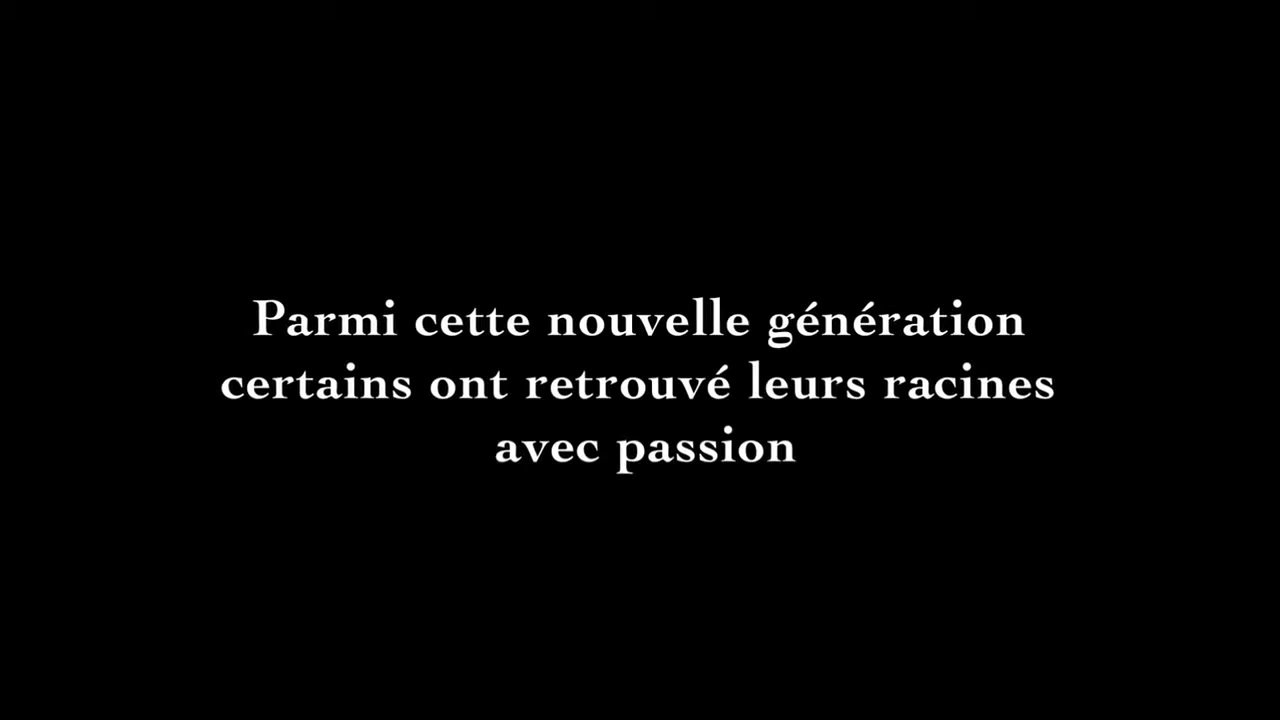 Parmi cette nouvelle génération
certains ont retrouvé leurs racines
avec passion